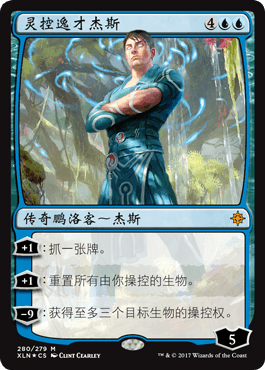 灵控逸才杰斯 4
传奇鹏洛客～杰斯
+1：抓一张牌。
+1：重置所有由你操控的生物。
-9：获得至多三个目标生物的操控权。
5
280/279 M
XLN ★ CS CLINT CEARLEY
™ & © 2017 Wizards of the Coast